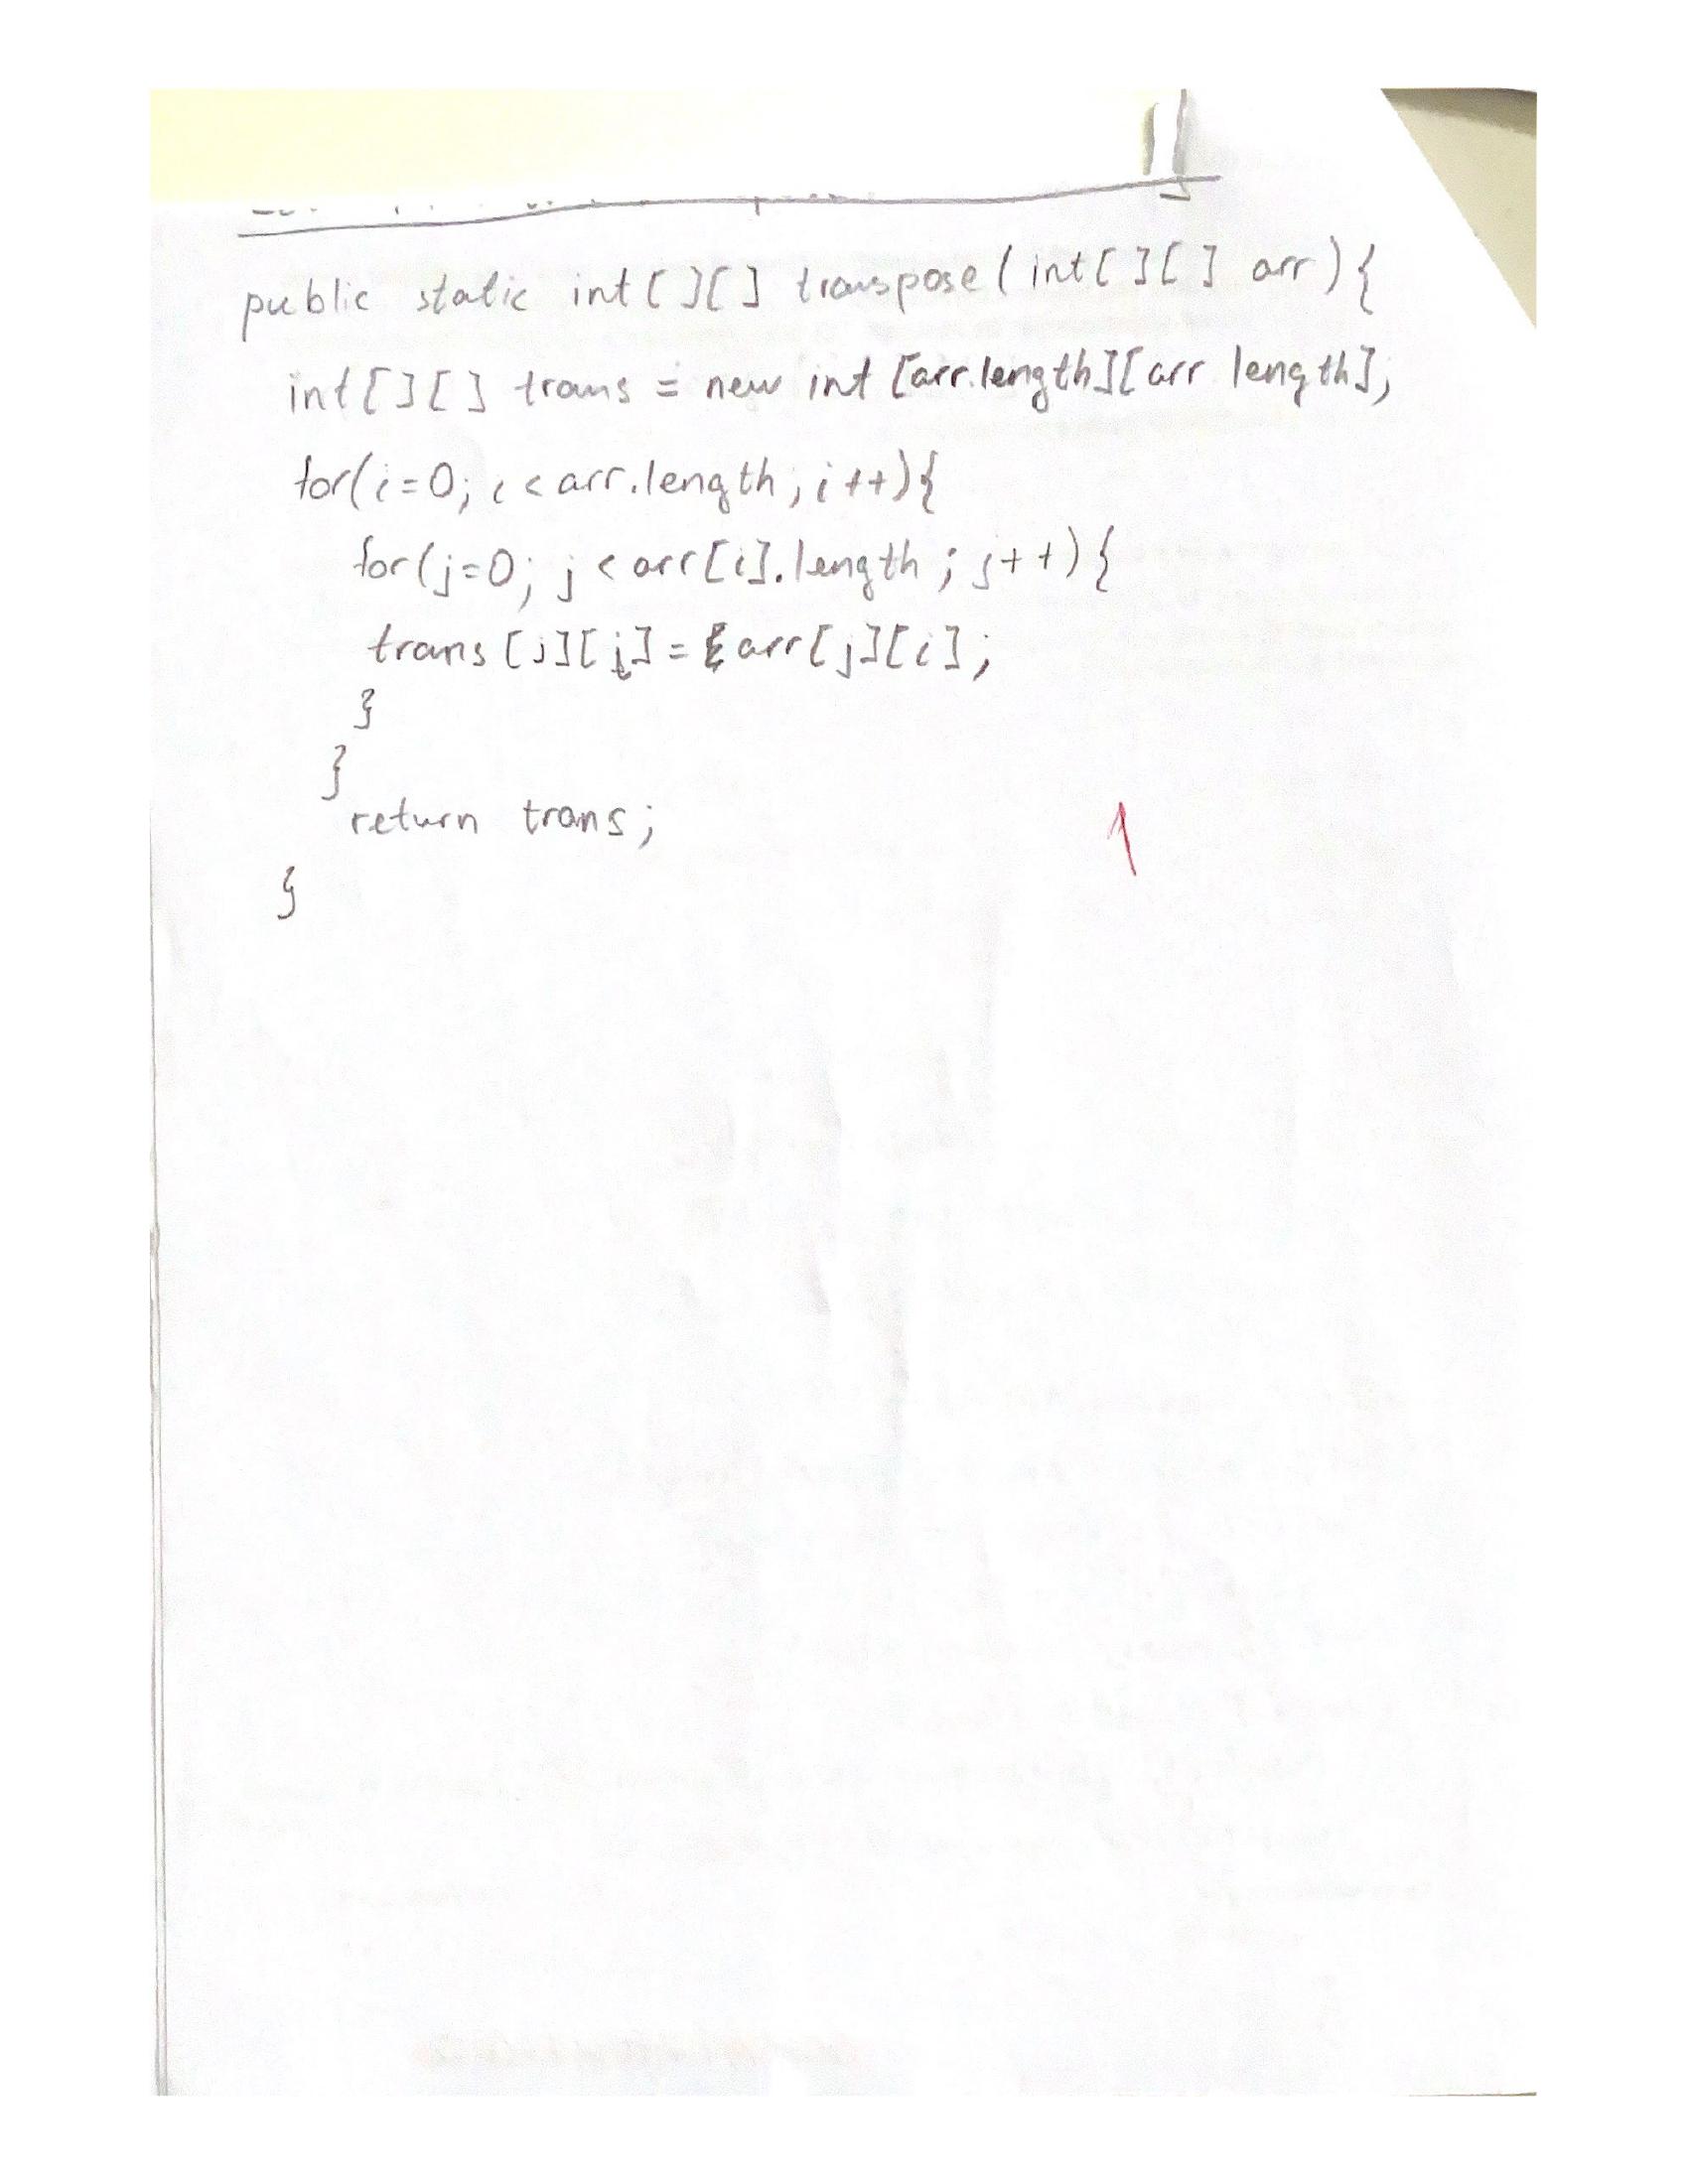 public static int[][] transpose(int[][] arr){
int[][] trans = new int [arr.length][arr length];
for(i=0; i<arr.length; i++){
for(j=0; j<arr[i].length; j++){
trans[j][i]= arr[j][i];
}
}
return trans;
1
}